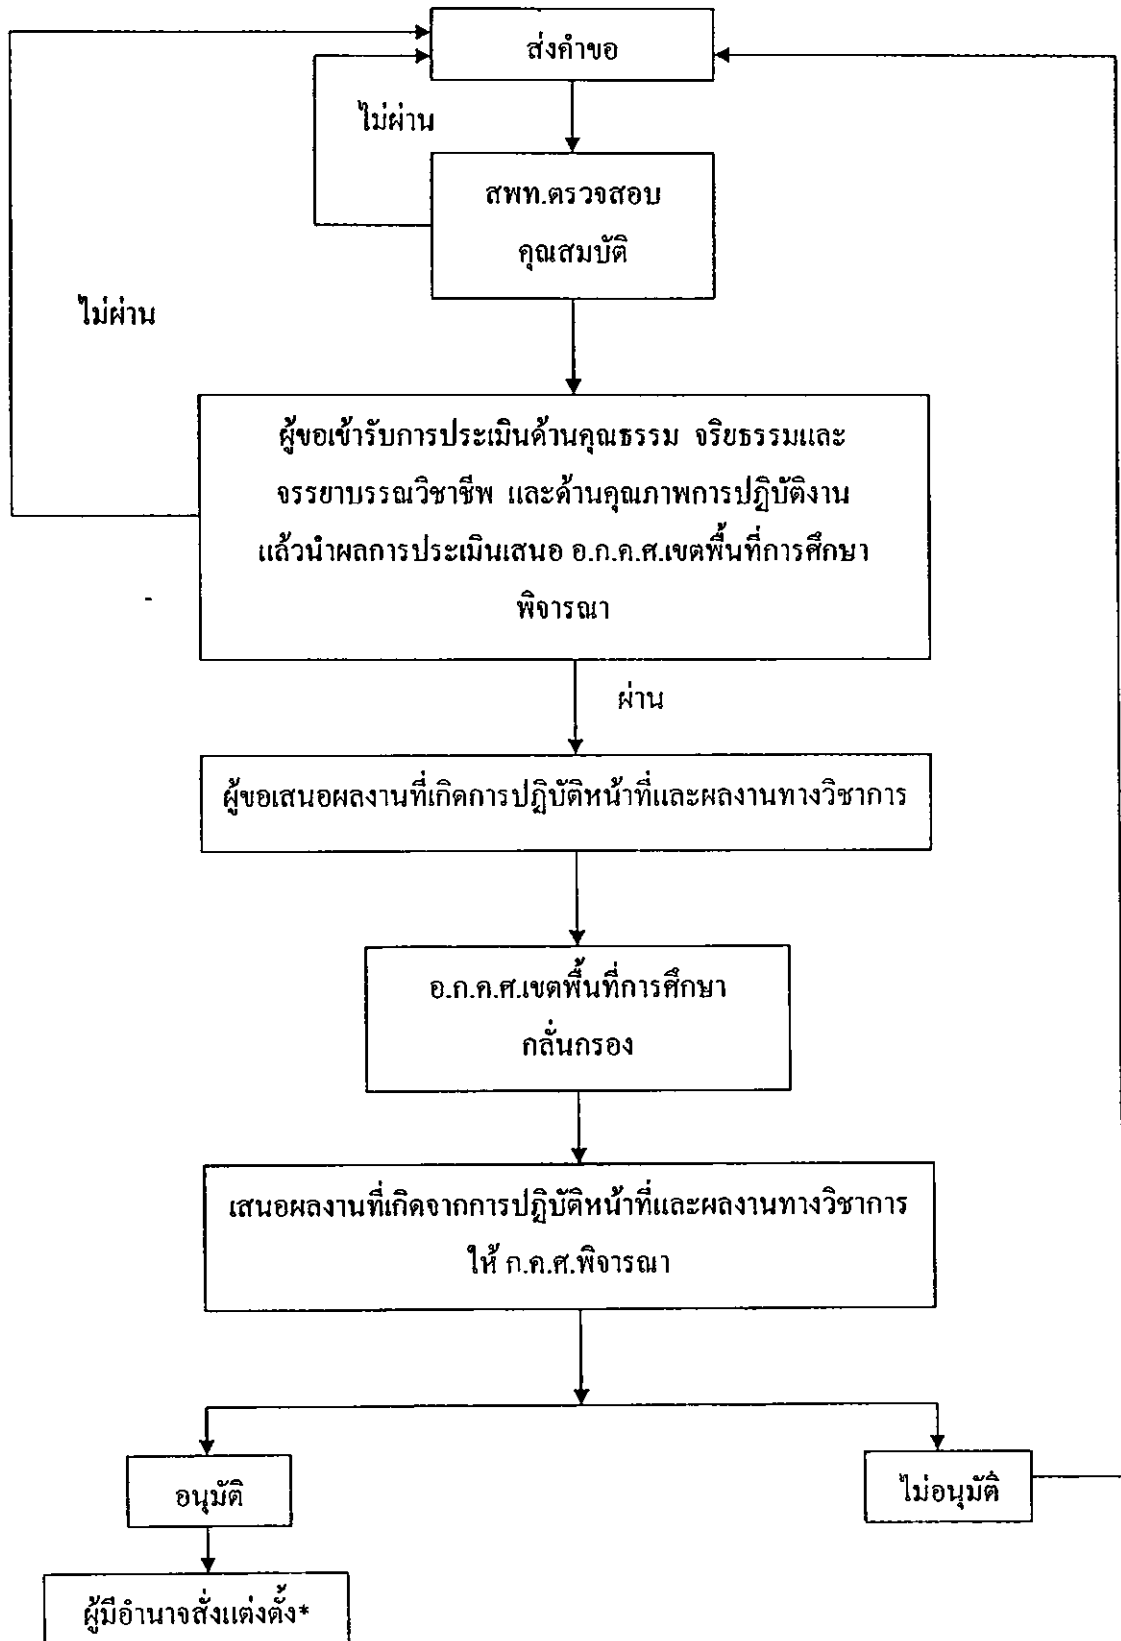 ส่งคำขอ
ไม่ผ่าน
สพท.ตรวจสอบ
คุณสมบัติ
ไม่ผ่าน
ผู้ขอเข้ารับการประเมินด้านคุณธรรม จริยธรรมและ
จรรยาบรรณวิชาชีพ และด้านคุณภาพการปฏิบัติงาน
แล้วนำผลการประเมินเสนอ อ.ก.ค.ศ.เขตพื้นที่การศึกษา
พิจารณา
ผ่าน
ผู้ขอเสนอผลงานที่เกิดการปฏิบัติหน้าที่และผลงานทางวิชาการ
อ.ก.ค.ศ.เขตพื้นที่การศึกษา
กลั่นกรอง
เสนอผลงานที่เกิดจากการปฏิบัติหน้าที่และผลงานทางวิชาการ
ให้ ก.ค.ศ.พิจารณา
อนุมัติ
ไม่อนุมัติ
ผู้มีอำนาจสั่งแต่งตั้ง*